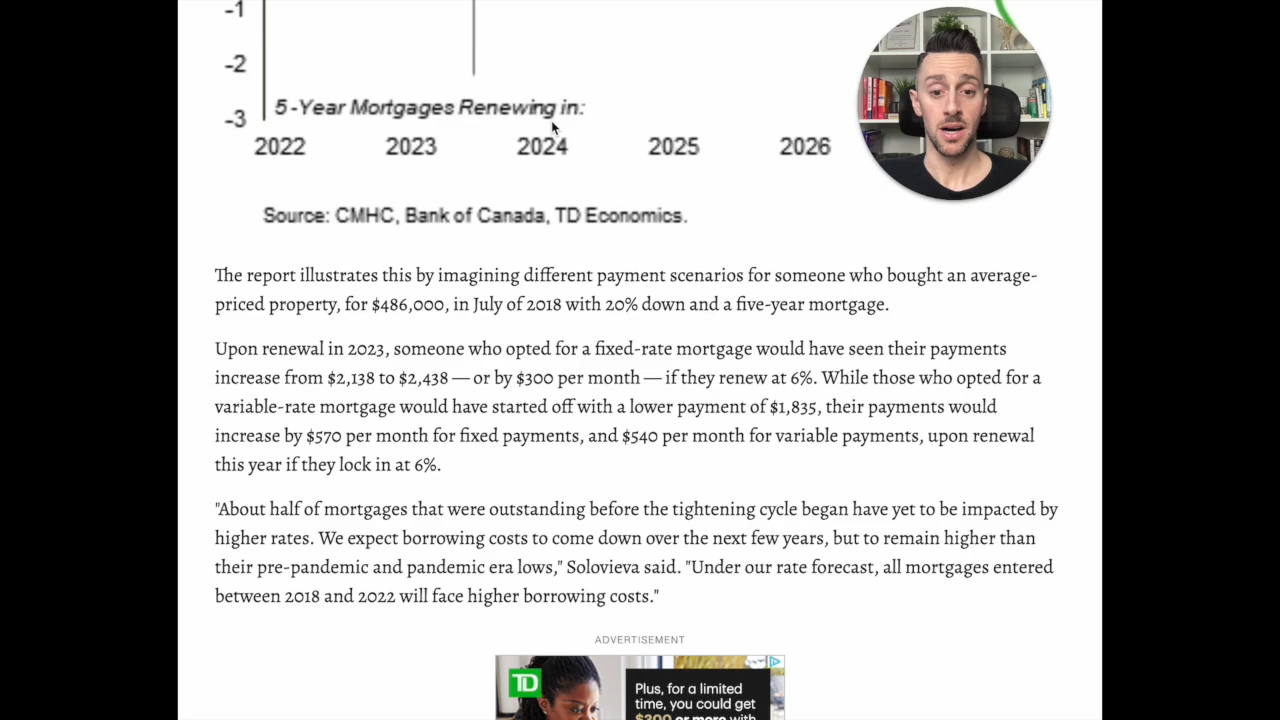 -1
-2
-3
5-Year Mortgages Renewing in:
2022 2023 2024 2025 2026
Source: CMHC, Bank of Canada, TD Economics.
The report illustrates this by imagining different payment scenarios for someone who bought an average-
priced property, for $486,000, in July of 2018 with 20% down and a five-year mortgage.
Upon renewal in 2023, someone who opted for a fixed-rate mortgage would have seen their payments
increase from $2,138 to $2,438 — or by $300 per month — if they renew at 6%. While those who opted for a
variable-rate mortgage would have started off with a lower payment of $1,835, their payments would
increase by $570 per month for fixed payments, and $540 per month for variable payments, upon renewal
this year if they lock in at 6%.
"About half of mortgages that were outstanding before the tightening cycle began have yet to be impacted by
higher rates. We expect borrowing costs to come down over the next few years, but to remain higher than
their pre-pandemic and pandemic era lows," Solovieva said. "Under our rate forecast, all mortgages entered
between 2018 and 2022 will face higher borrowing costs."
ADVERTISEMENT
TD
Plus, for a limited
time, you could get
$300 or more with